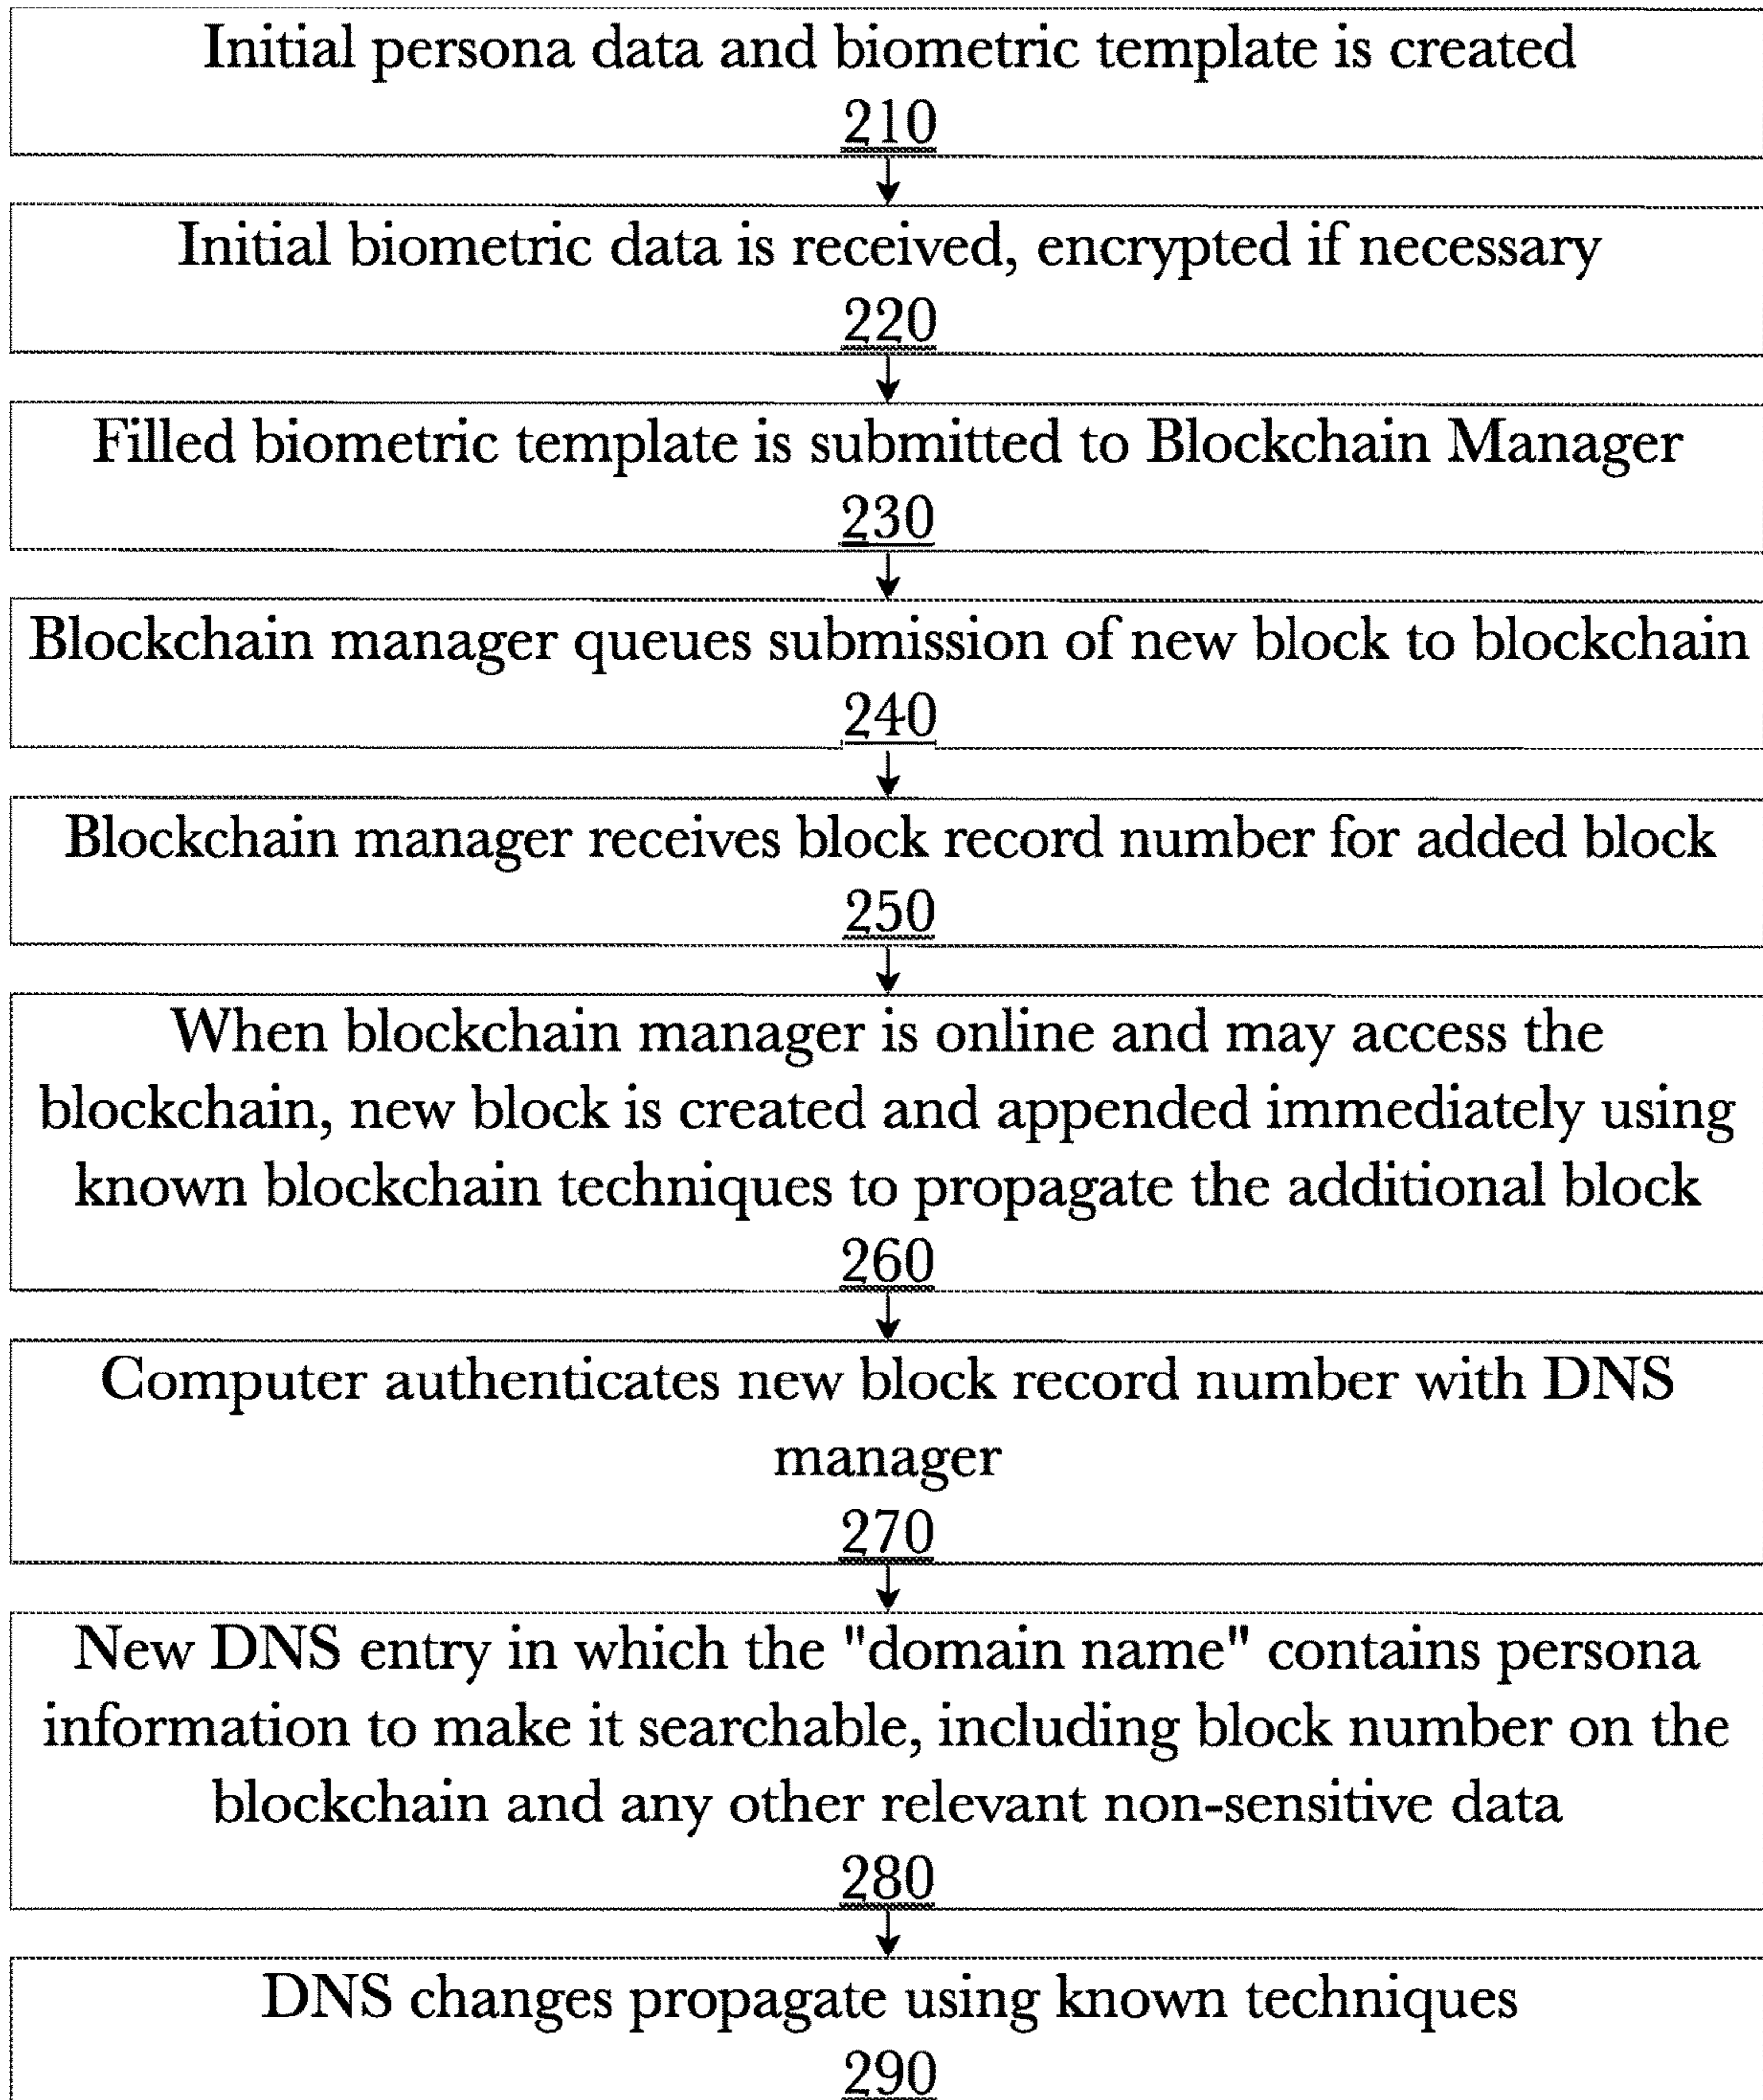 Initial persona data and biometric template is created
210
Initial biometric data is received, encrypted if necessary
220
Filled biometric template is submitted to Blockchain Manager
230
Blockchain manager queues submission of new block to blockchain
240
Blockchain manager receives block record number for added block
250
When blockchain manager is online and may access the
blockchain, new block is created and appended immediately using
known blockchain techniques to propagate the additional block
260
Computer authenticates new block record number with DNS
manager
270
New DNS entry in which the "domain name" contains persona
information to make it searchable, including block number on the
blockchain and any other relevant non-sensitive data
280
DNS changes propagate using known techniques
290